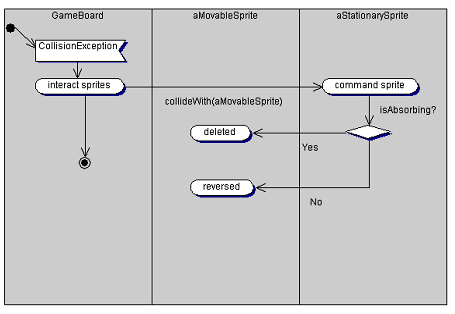 GameBoard
aMovableSprite
aStationarySprite
CollisionException
interact sprites
command sprite
collideWith(aMovableSprite)
isAbsorbing?
deleted
Yes
reversed
No